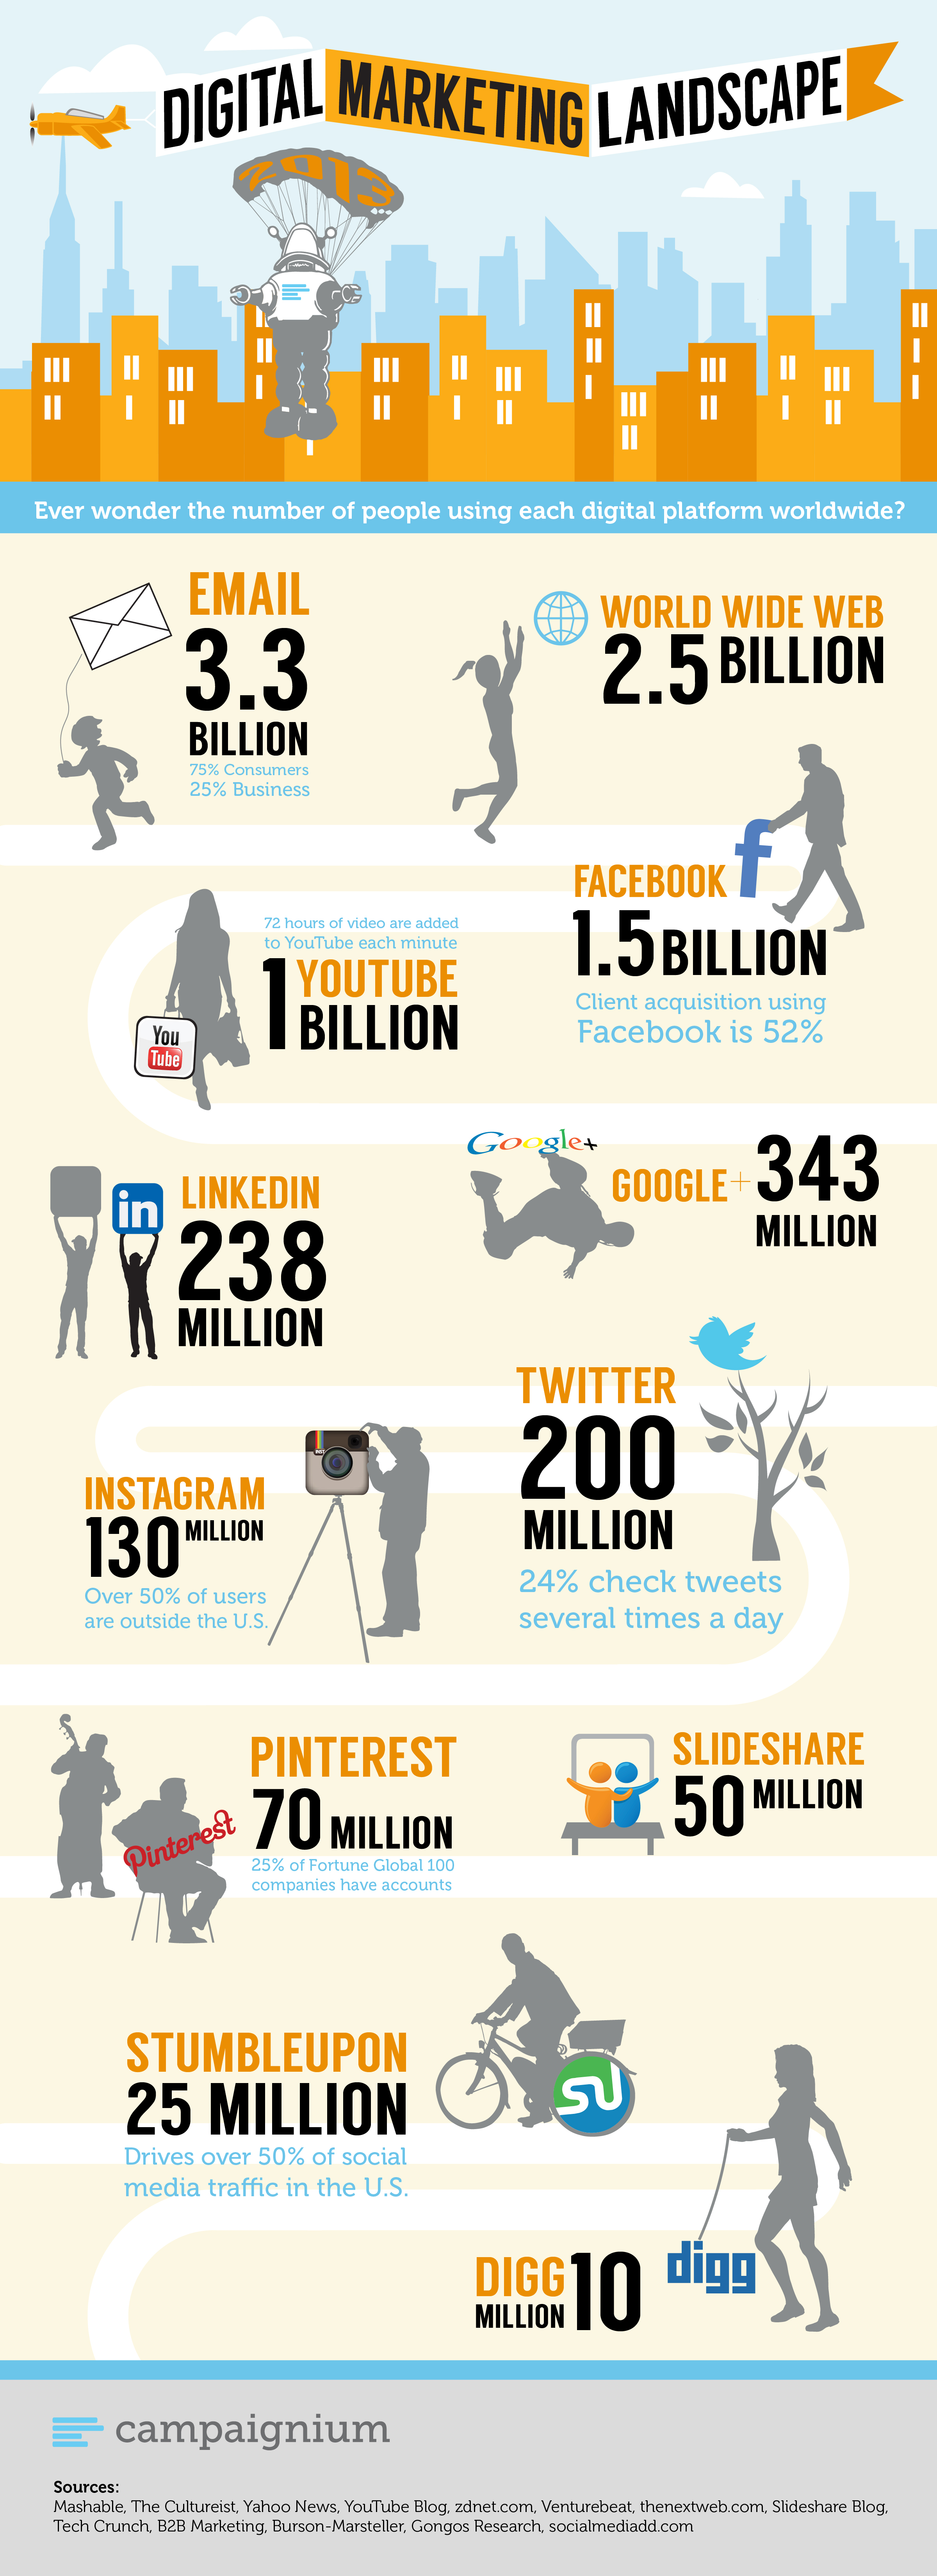 DIGITAL MARKETING LANDSCAPE
2013
Ever wonder the number of people using each digital platform worldwide?
EMAIL
3.3
BILLION
75% Consumers
25% Business
WORLD WIDE WEB
2.5 BILLION
f
FACEBOOK
1.5 BILLION
Client acquisition using
Facebook is 52%
72 hours of video are added
to YouTube each minute
1 YOUTUBE
BILLION
You
Tube
Google+
GOOGLE+ 343
MILLION
in
LINKEDIN
238
MILLION
TWITTER
200
MILLION
24% check tweets
several times a day
INST
INSTAGRAM
130 MILLION
Over 50% of users
are outside the U.S.
PINTEREST
70 MILLION
25% of Fortune Global 100
companies have accounts
Pinterest
SLIDESHARE
50 MILLION
STUMBLEUPON
25 MILLION
Drives over 50% of social
media traffic in the U.S.
su
DIGG
MILLION 10
digg
campaignium
Sources:
Mashable, The Cultureist, Yahoo News, YouTube Blog, zdnet.com, Venturebeat, thenextweb.com, Slideshare Blog,
Tech Crunch, B2B Marketing, Burson-Marsteller, Gongos Research, socialmediadd.com